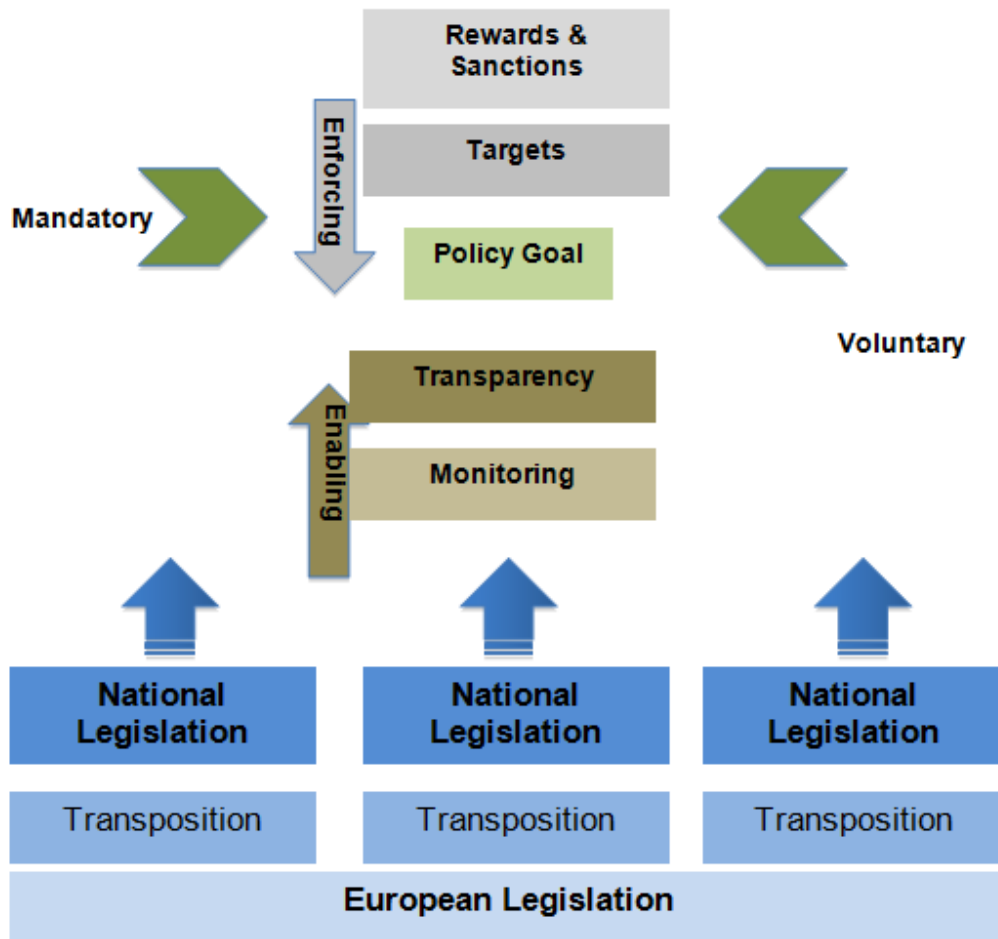 Rewards &
Sanctions
Enforcing
Targets
Mandatory
Policy Goal
Voluntary
Transparency
Enabling
Monitoring
National
Legislation
National
Legislation
National
Legislation
Transposition
Transposition
Transposition
European Legislation